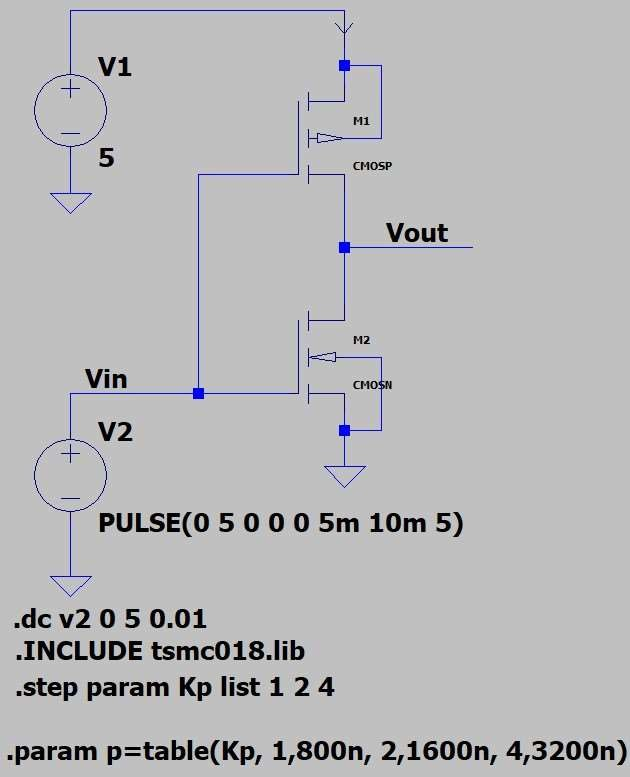 V1
5
M1
CMOSP
Vout
M2
CMOSN
Vin
V2
PULSE(0 5 0 0 0 5m 10m 5)
.dc v2 0 5 0.01
.INCLUDE tsmc018.lib
.step param Kp list 1 2 4
.param p=table(Kp, 1,800n, 2,1600n, 4,3200n)